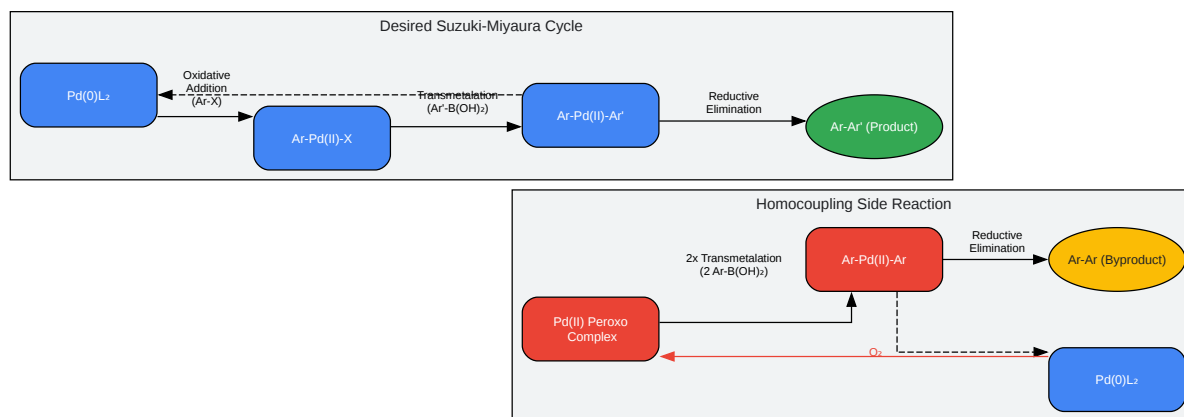 Desired Suzuki-Miyaura Cycle
Pd(0)L₂
Oxidative
Addition
(Ar-X)
Ar-Pd(II)-X
Transmetalation
(Ar'-B(OH)₂)
Ar-Pd(II)-Ar'
Reductive
Elimination
Ar-Ar' (Product)
Homocoupling Side Reaction
Pd(II) Peroxo
Complex
2x Transmetalation
(2 Ar-B(OH)₂)
Ar-Pd(II)-Ar
Reductive
Elimination
Ar-Ar (Byproduct)
O₂
Pd(0)L₂